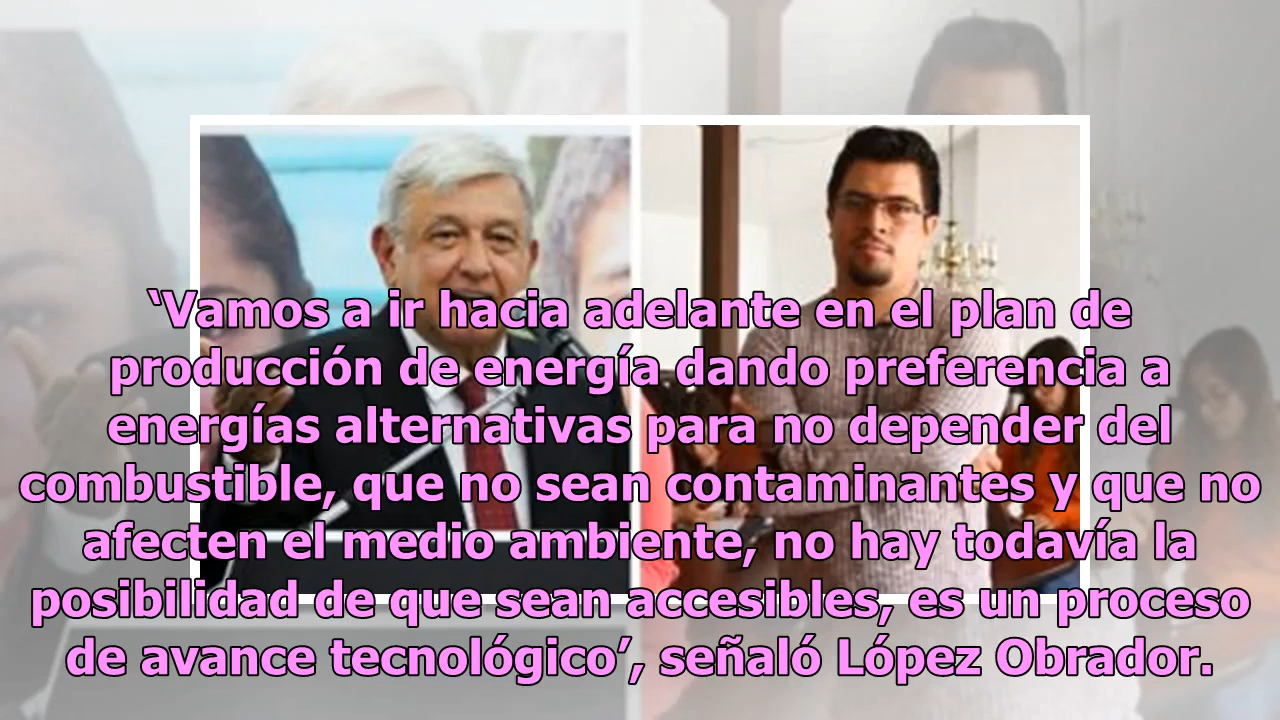 ‘Vamos a ir hacia adelante en el plan de
producción de energía dando preferencia a
energías alternativas para no depender del
combustible, que no sean contaminantes y que no
afecten el medio ambiente, no hay todavía la
posibilidad de que sean accesibles, es un proceso
de avance tecnológico’, señaló López Obrador.